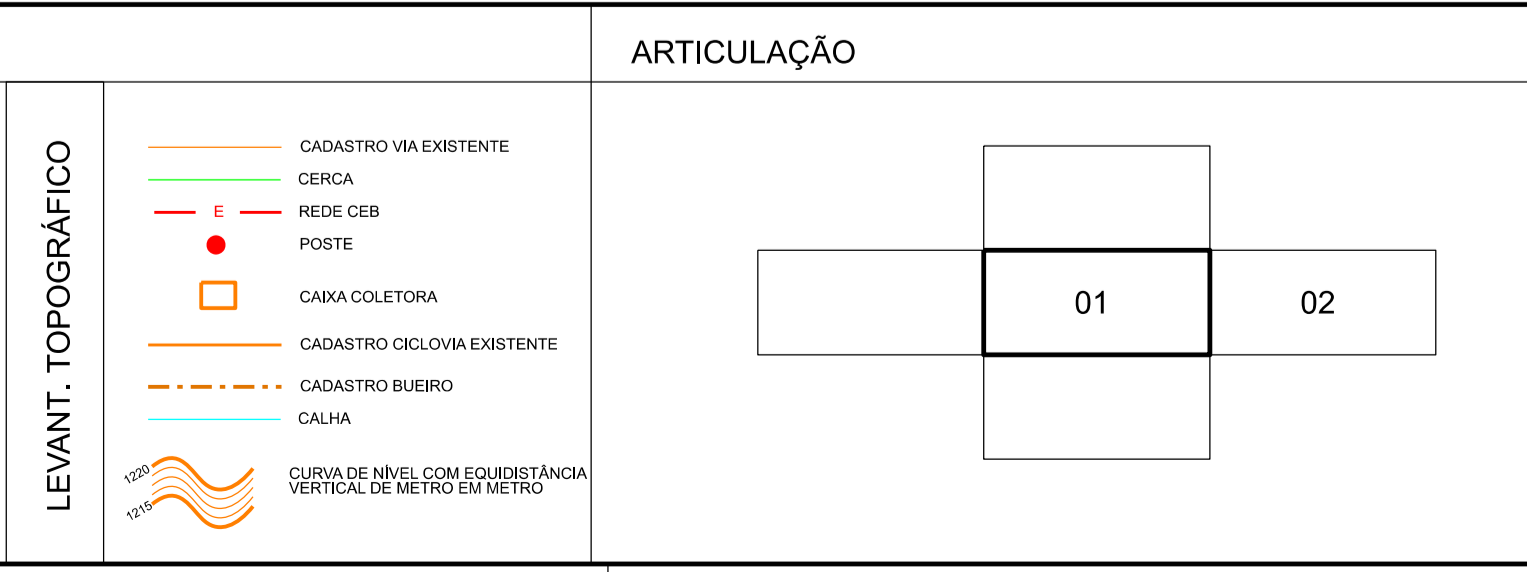 ARTICULAÇÃO
LEVANT. TOPOGRÁFICO
CADASTRO VIA EXISTENTE
CERCA
E
REDE CEB
POSTE
CAIXA COLETORA
CADASTRO CICLOVIA EXISTENTE
CADASTRO BUEIRO
CALHA
1220
1215
CURVA DE NÍVEL COM EQUIDISTÂNCIA
VERTICAL DE METRO EM METRO
01
02